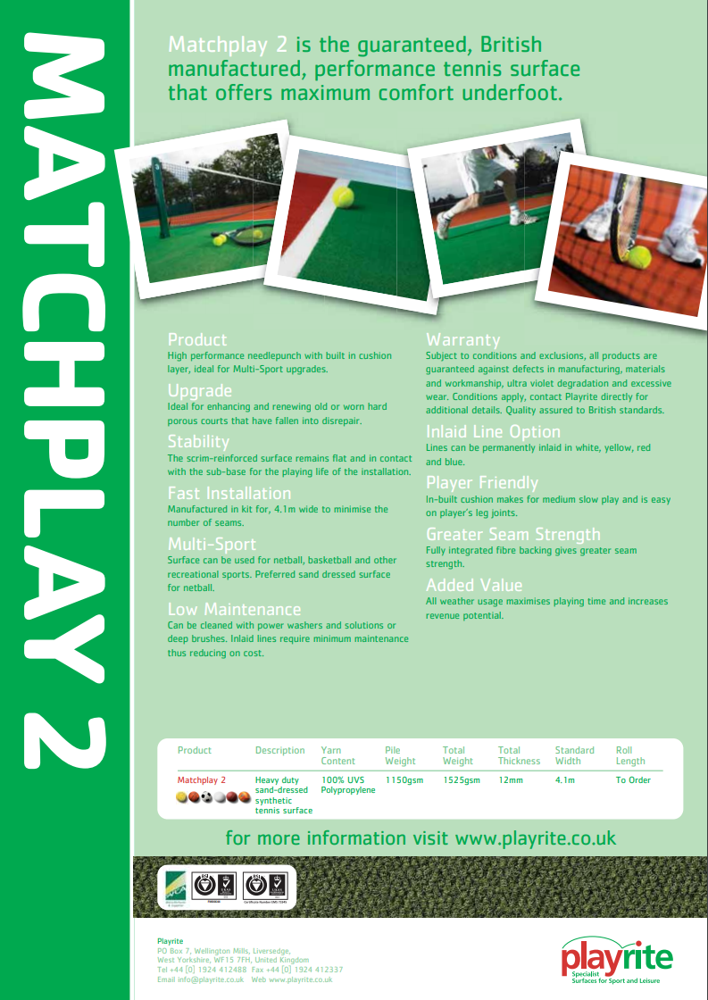 MATCHPLAY 2
Matchplay 2 is the guaranteed, British
manufactured, performance tennis surface
that offers maximum comfort underfoot.
Product
High performance needlepunch with built in cushion
layer, ideal for Multi-Sport upgrades.
Upgrade
Ideal for enhancing and renewing old or worn hard
porous courts that have fallen into disrepair.
Stability
The scrim-reinforced surface remains flat and in contact
with the sub-base for the playing life of the installation.
Fast Installation
Manufactured in kit for, 4.1m wide to minimise the
number of seams.
Multi-Sport
Surface can be used for netball, basketball and other
recreational sports. Preferred sand dressed surface
for netball.
Low Maintenance
Can be cleaned with power washers and solutions or
deep brushes. Inlaid lines require minimum maintenance
thus reducing on cost.
Warranty
Subject to conditions and exclusions, all products are
guaranteed against defects in manufacturing, materials
and workmanship, ultra violet degradation and excessive
wear. Conditions apply, contact Playrite directly for
additional details. Quality assured to British standards.
Inlaid Line Option
Lines can be permanently inlaid in white, yellow, red
and blue.
Player Friendly
In-built cushion makes for medium slow play and is easy
on player's leg joints.
Greater Seam Strength
Fully integrated fibre backing gives greater seam
strength.
Added Value
All weather usage maximises playing time and increases
revenue potential.
Product Description Yarn Content Pile Weight Total Weight Total Thickness Standard Width Roll Length
Matchplay 2 Heavy duty sand-dressed synthetic tennis surface 100% UVS Polypropylene 1150gsm 1525gsm 12mm 4.1m To Order
for more information visit www.playrite.co.uk
Playrite
PO Box 7, Wellington Mills, Liversedge,
West Yorkshire, WF15 7FH, United Kingdom
Tel +44 [0] 1924 412488 Fax +44 [0] 1924 412337
Email info@playrite.co.uk Web www.playrite.co.uk
playrite
Specialist
Surfaces for Sport and Leisure